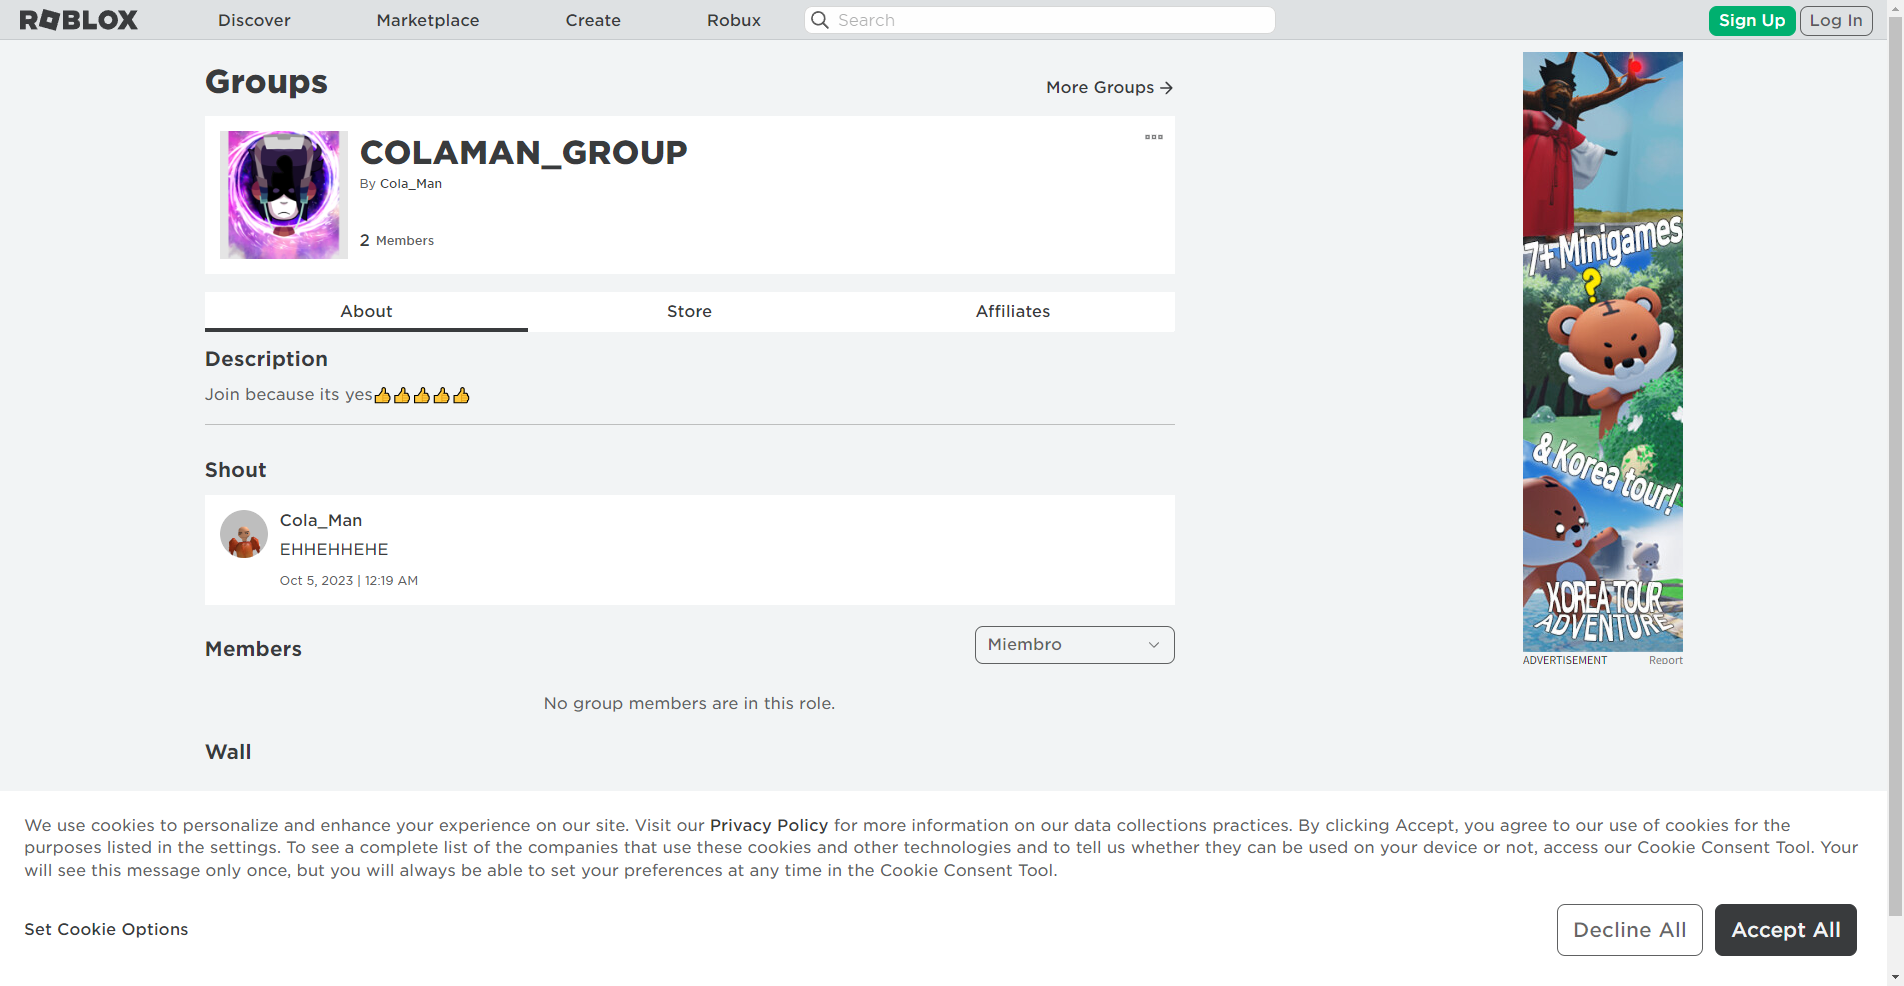 ROBLOX
Discover
Marketplace
Create
Robux
Search
Sign Up
Log In
Groups
More Groups
COLAMAN_GROUP
By Cola_Man
2 Members
About
Store
Affiliates
Description
Join because its yes👍👍👍👍👍
Shout
Cola_Man
EHHEHHEHE
Oct 5, 2023 | 12:19 AM
Members
Miembro
No group members are in this role.
Wall
7+ Minigames
?
& Korea tour!
KOREA TOUR
ADVENTURE
ADVERTISEMENT
Report
We use cookies to personalize and enhance your experience on our site. Visit our Privacy Policy for more information on our data collections practices. By clicking Accept, you agree to our use of cookies for the
purposes listed in the settings. To see a complete list of the companies that use these cookies and other technologies and to tell us whether they can be used on your device or not, access our Cookie Consent Tool. Your
will see this message only once, but you will always be able to set your preferences at any time in the Cookie Consent Tool.
Set Cookie Options
Decline All
Accept All